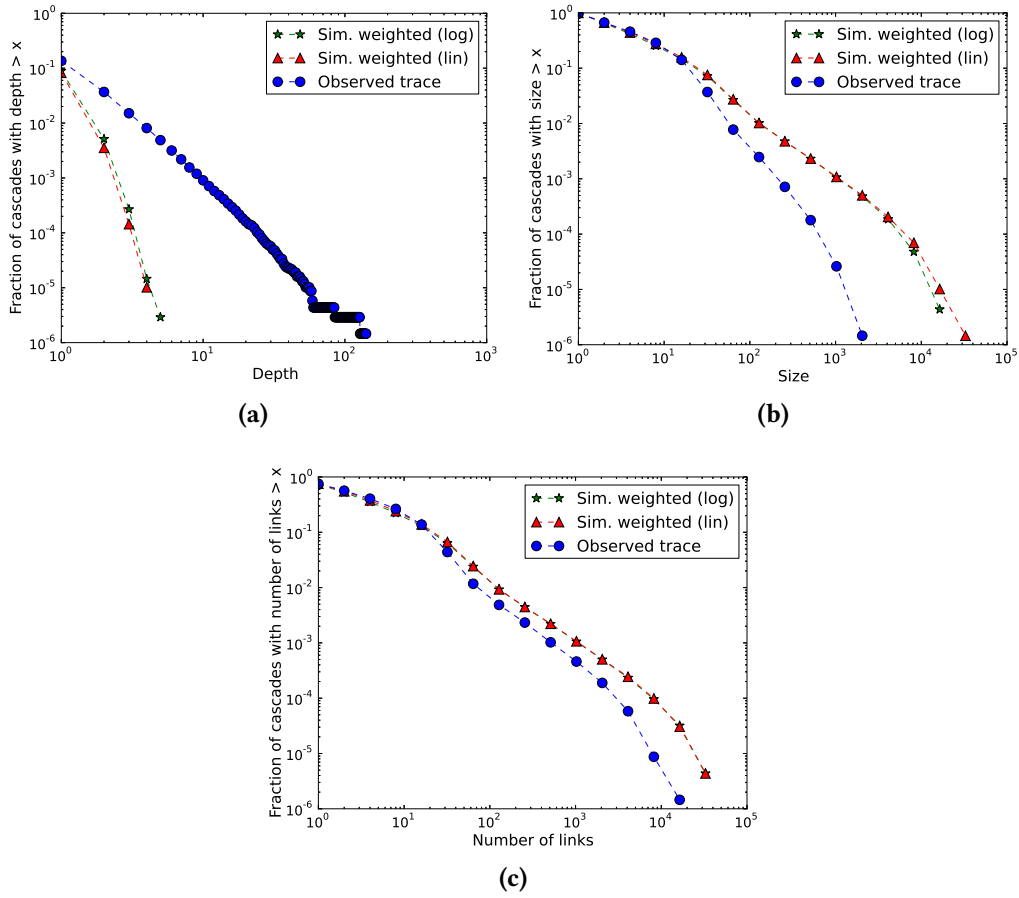 Fraction of cascades with depth > x
10^0
10^-1
10^-2
10^-3
10^-4
10^-5
10^-6
Sim. weighted (log)
Sim. weighted (lin)
Observed trace
10^0 10^1 10^2 10^3
Depth
(a)
Fraction of cascades with size > x
10^0
10^-1
10^-2
10^-3
10^-4
10^-5
10^-6
Sim. weighted (log)
Sim. weighted (lin)
Observed trace
10^0 10^1 10^2 10^3 10^4 10^5
Size
(b)
Fraction of cascades with number of links > x
10^0
10^-1
10^-2
10^-3
10^-4
10^-5
10^-6
Sim. weighted (log)
Sim. weighted (lin)
Observed trace
10^0 10^1 10^2 10^3 10^4 10^5
Number of links
(c)